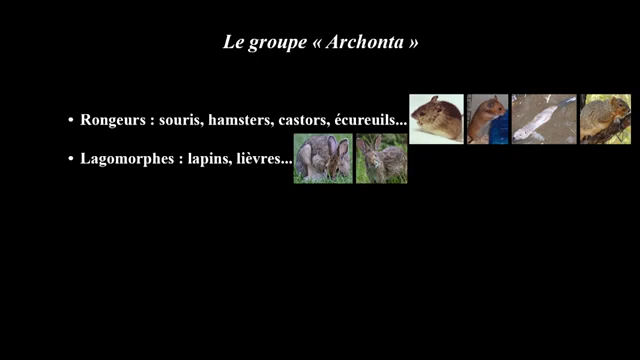 Le groupe « Archonta »
• Rongeurs : souris, hamsters, castors, écureuils...
• Lagomorphes : lapins, lièvres...